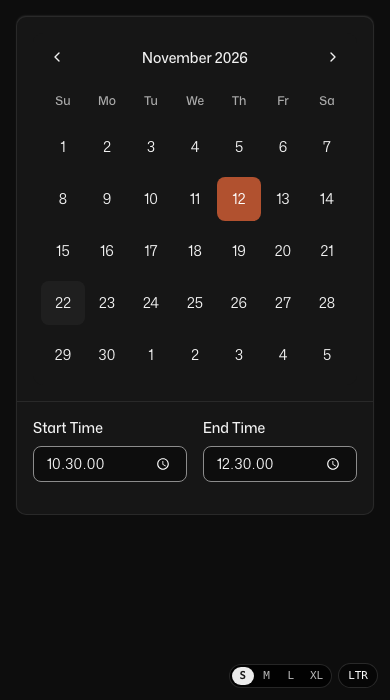 November 2026
Su Mo Tu We Th Fr Sa
1 2 3 4 5 6 7
8 9 10 11 12 13 14
15 16 17 18 19 20 21
22 23 24 25 26 27 28
29 30 1 2 3 4 5
Start Time End Time
10.30.00 12.30.00
S M L XL LTR